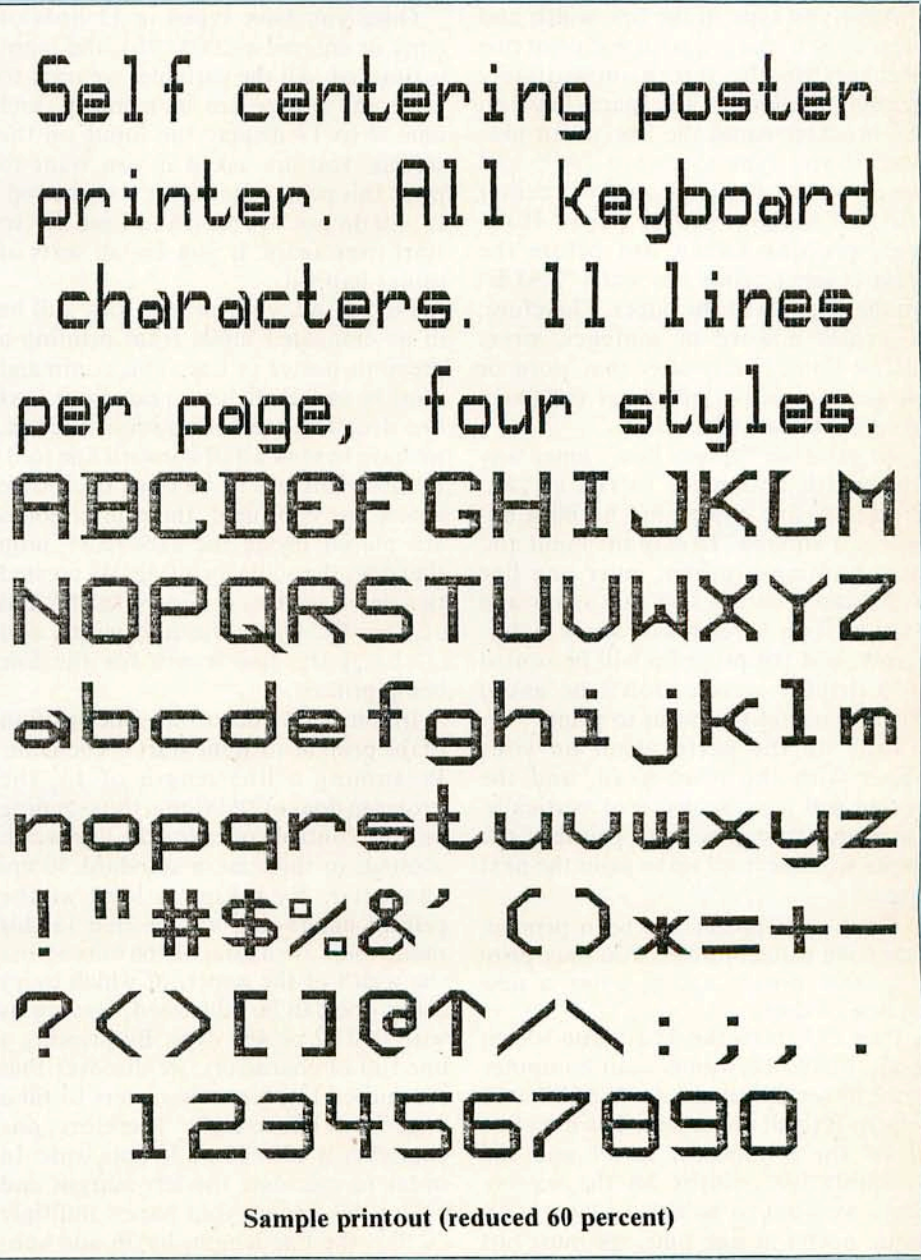 Self centering poster
printer. All Keyboard
characters. 11 lines
per page, four styles.
ABCDEFGHIJKLM
NOPQRSTUVWXYZ
abcdefghijklm
nopqrstuvwxyz
!"#$%&' ()*=+-
?<>[]@↑/\:;,.
1234567890
Sample printout (reduced 60 percent)